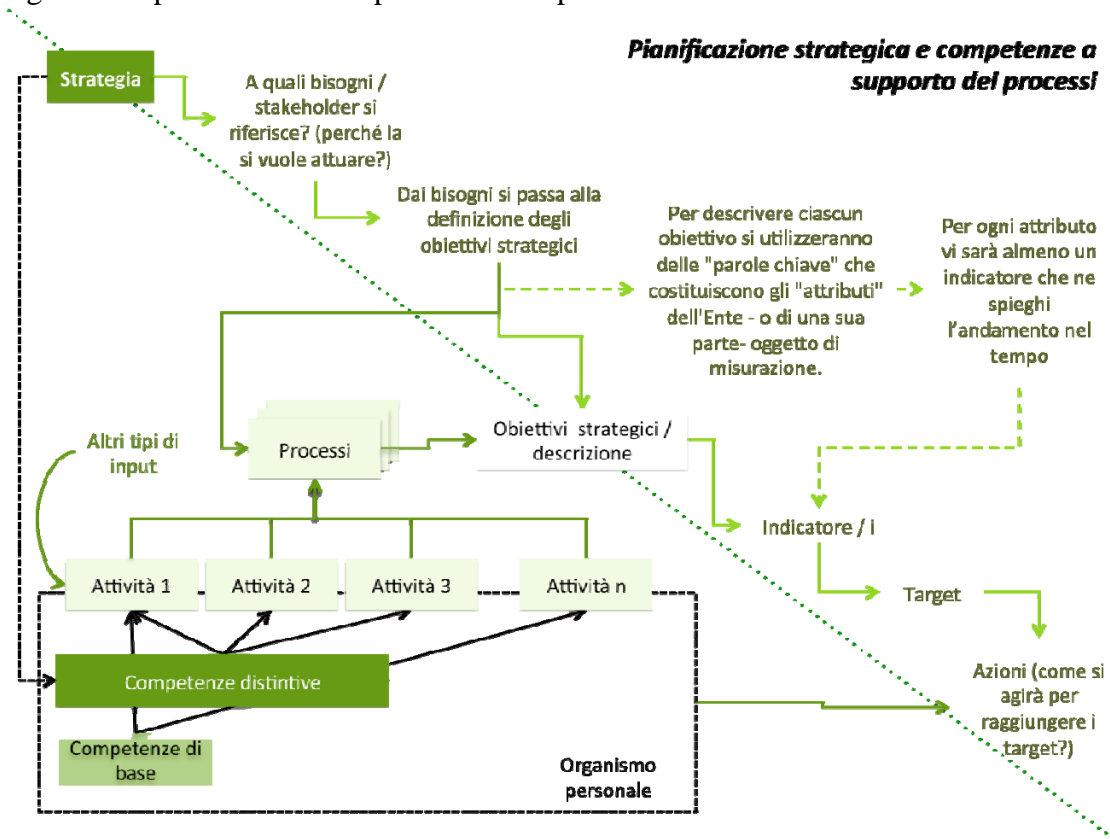 Pianificazione strategica e competenze a
supporto dei processi
Strategia
A quali bisogni /
stakeholder si
riferisce? (perché la
si vuole attuare?)
Dai bisogni si passa alla
definizione degli
obiettivi strategici
Per descrivere ciascun
obiettivo si utilizzeranno
delle "parole chiave" che
costituiscono gli "attributi"
dell'Ente - o di una sua
parte- oggetto di
misurazione.
Per ogni attributo
vi sarà almeno un
indicatore che ne
spieghi
l'andamento nel
tempo
Altri tipi di
input
Processi
Obiettivi strategici /
descrizione
Indicatore / i
Attività 1
Attività 2
Attività 3
Attività n
Target
Competenze distintive
Azioni (come si
agirà per
raggiungere i
target?)
Competenze di
base
Organismo
personale